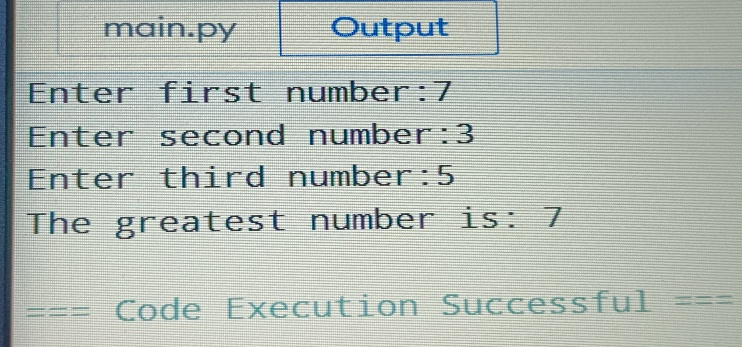 main.py Output
Enter first number:7
Enter second number:3
Enter third number:5
The greatest number is: 7
=== Code Execution Successful ===